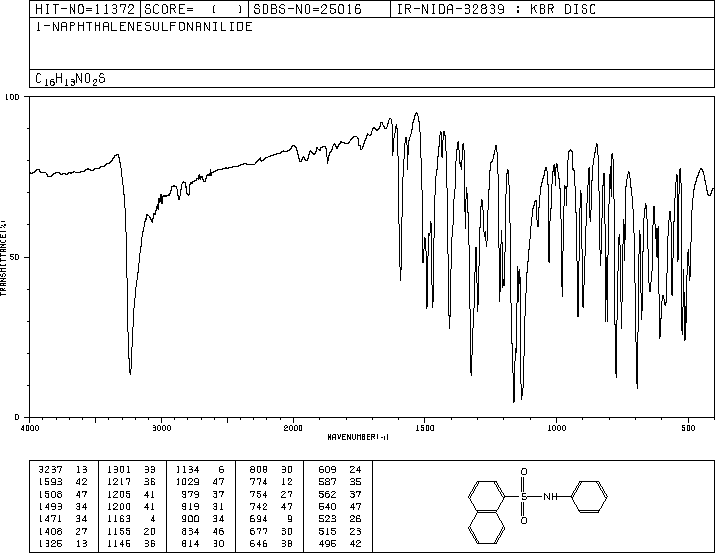 HIT-NO=11372 SCORE= ( ) SDBS-NO=25016 IR-NIDA-32839 : KBR DISC
1-NAPHTHALENESULFONANILIDE
C16H13NO2S
100
50
0
TRANSMITTANCE(%)
4000 3000 2000 1500 1000 500
WAVENUMBER(-1)
3237 13 1301 33 1134 6 808 30 609 24
1593 42 1217 36 1029 47 774 12 587 35
1508 47 1205 41 979 37 754 27 562 37
1493 34 1200 41 919 31 742 47 540 47
1471 34 1163 4 900 34 694 9 523 26
1408 27 1155 20 834 46 677 30 515 23
1326 13 1146 36 814 30 646 38 496 42
O
S NH
O